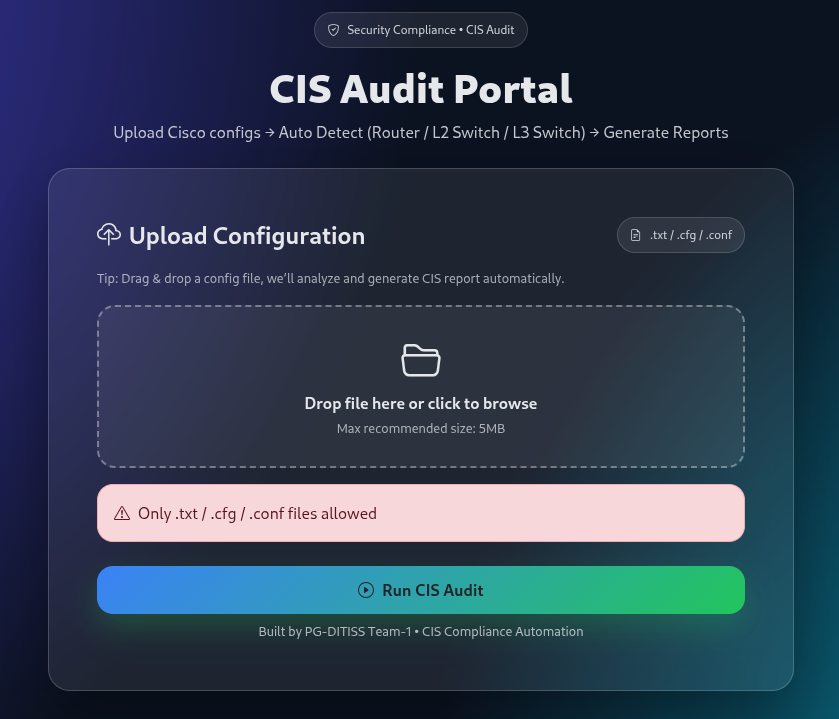 Security Compliance • CIS Audit
CIS Audit Portal
Upload Cisco configs → Auto Detect (Router / L2 Switch / L3 Switch) → Generate Reports
Upload Configuration
.txt / .cfg / .conf
Tip: Drag & drop a config file, we’ll analyze and generate CIS report automatically.
Drop file here or click to browse
Max recommended size: 5MB
Only .txt / .cfg / .conf files allowed
Run CIS Audit
Built by PG-DITISS Team-1 • CIS Compliance Automation